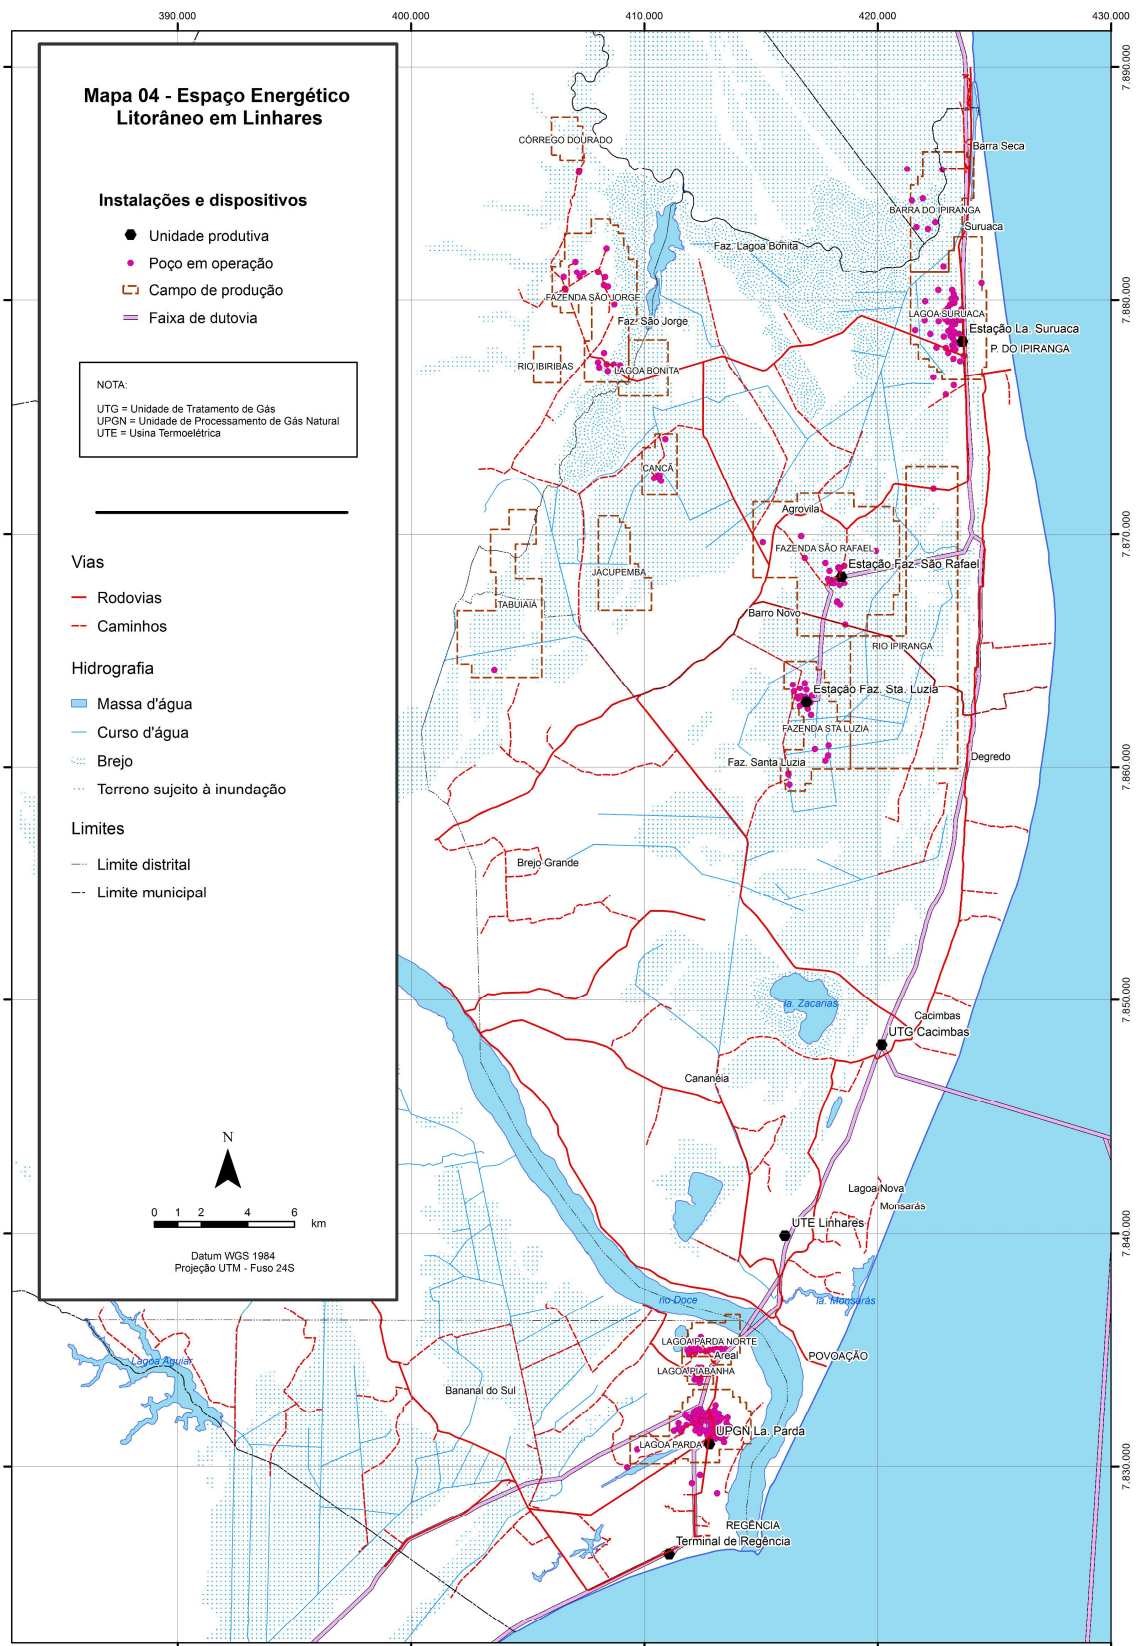 390.000
400.000
410.000
420.000
430.000
Mapa 04 - Espaço Energético
Litorâneo em Linhares
Instalações e dispositivos
Unidade produtiva
Poço em operação
Campo de produção
Faixa de dutovia
NOTA:
UTG = Unidade de Tratamento de Gás
UPGN = Unidade de Processamento de Gás Natural
UTE = Usina Termoelétrica
Vias
Rodovias
Caminhos
Hidrografia
Massa d'água
Curso d'água
Brejo
Terreno sujeito à inundação
Limites
Limite distrital
Limite municipal
N
0 1 2 4 6
km
Datum WGS 1984
Projeção UTM - Fuso 24S
7.890.000
CÓRREGO DOURADO
Barra Seca
BARRA DO IPIRANGA
Suruaca
Faz. Lagoa Bonita
7.880.000
FAZENDA SÃO JORGE
LAGOA SURUACA
Faz. São Jorge
Estação La. Suruaca
P. DO IPIRANGA
RIO IBIRIBAS
LAGOA BONITA
CANCÃ
Agrovila
7.870.000
FAZENDA SÃO RAFAEL
Estação Faz. São Rafael
JACUPEMBA
TABUIAIÁ
Barro Novo
RIO IPIRANGA
Estação Faz. Sta. Luzia
FAZENDA STA LUZIA
Faz. Santa Luzia
Degredo
7.860.000
Brejo Grande
la. Zacarias
7.850.000
Cacimbas
UTG Cacimbas
Cananéia
Lagoa Nova
Monsarás
UTE Linhares
7.840.000
rio Doce
la. Monsarás
LAGOA PARDA NORTE
Areal
POVOAÇÃO
Lagoa Aguiar
LAGOA PIABANHA
Bananal do Sul
UPGN La. Parda
LAGOA PARDA
7.830.000
REGÊNCIA
Terminal de Regência